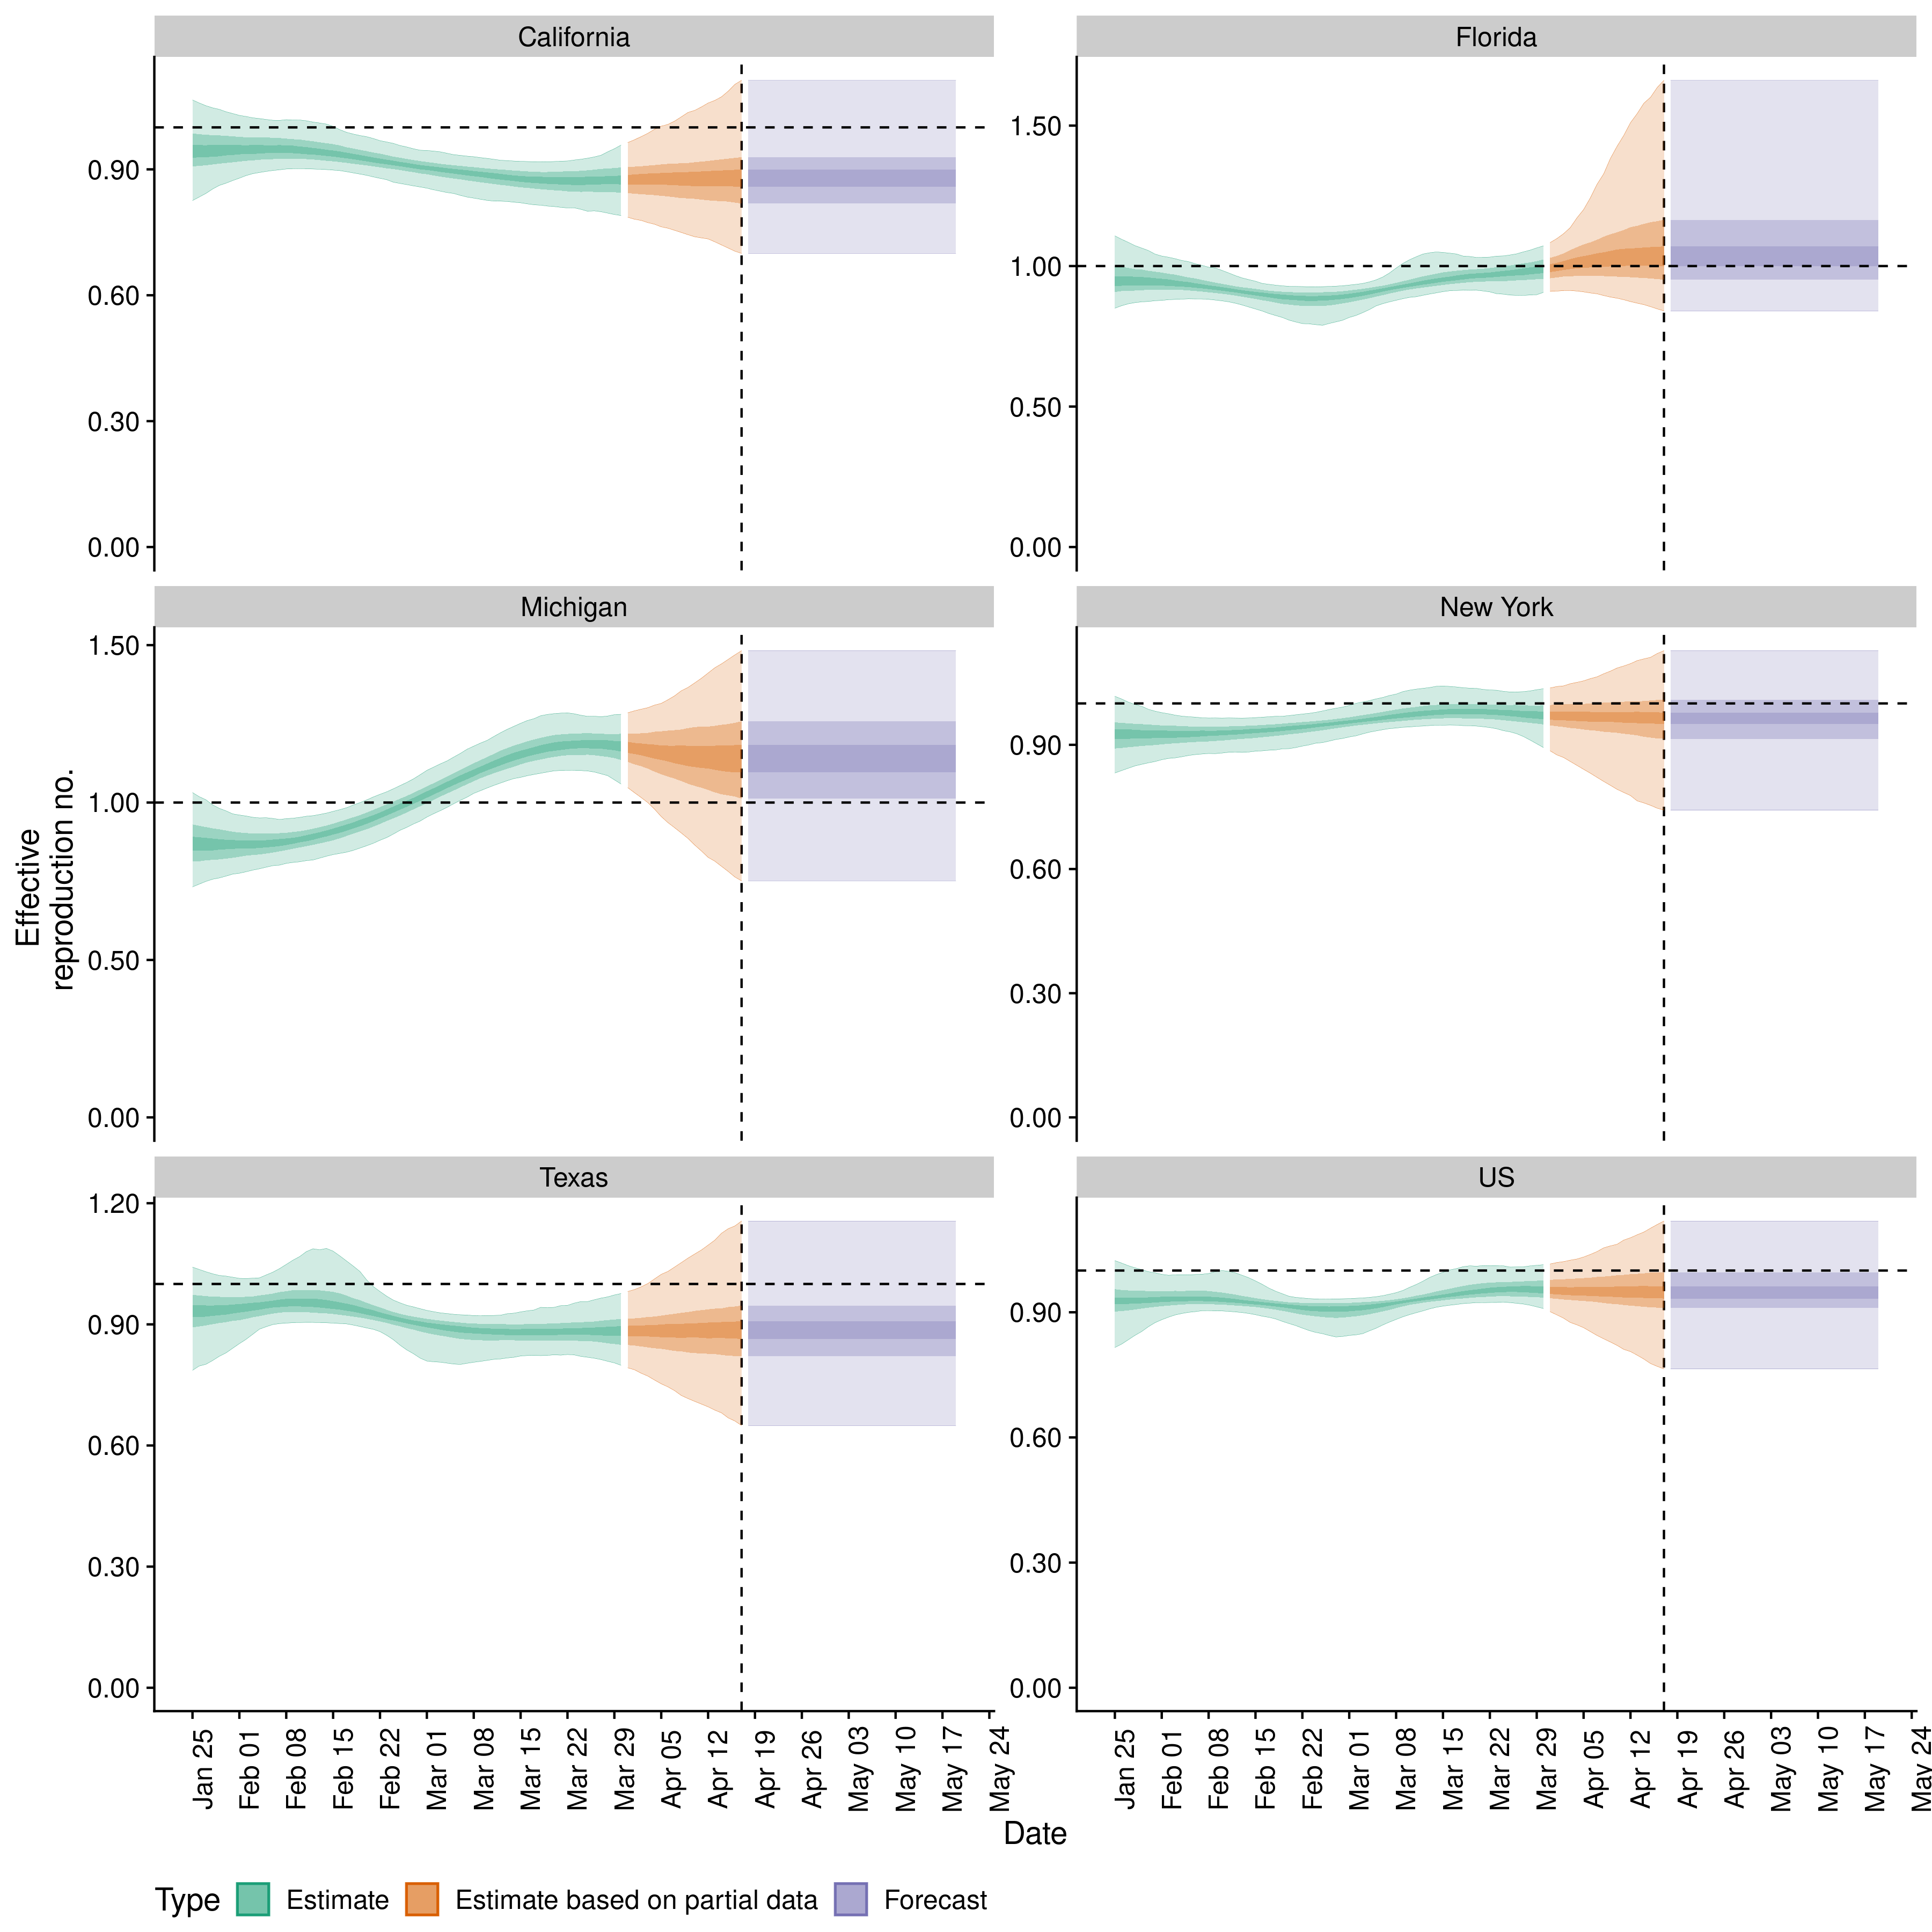 California
Florida
0.90
0.60
0.30
0.00
1.50
1.00
0.50
0.00
Michigan
New York
1.50
1.00
0.50
0.00
0.90
0.60
0.30
0.00
Effective
reproduction no.
Texas
US
1.20
0.90
0.60
0.30
0.00
0.90
0.60
0.30
0.00
Jan 25
Feb 01
Feb 08
Feb 15
Feb 22
Mar 01
Mar 08
Mar 15
Mar 22
Mar 29
Apr 05
Apr 12
Apr 19
Apr 26
May 03
May 10
May 17
May 24
Jan 25
Feb 01
Feb 08
Feb 15
Feb 22
Mar 01
Mar 08
Mar 15
Mar 22
Mar 29
Apr 05
Apr 12
Apr 19
Apr 26
May 03
May 10
May 17
May 24
Date
Type Estimate Estimate based on partial data Forecast